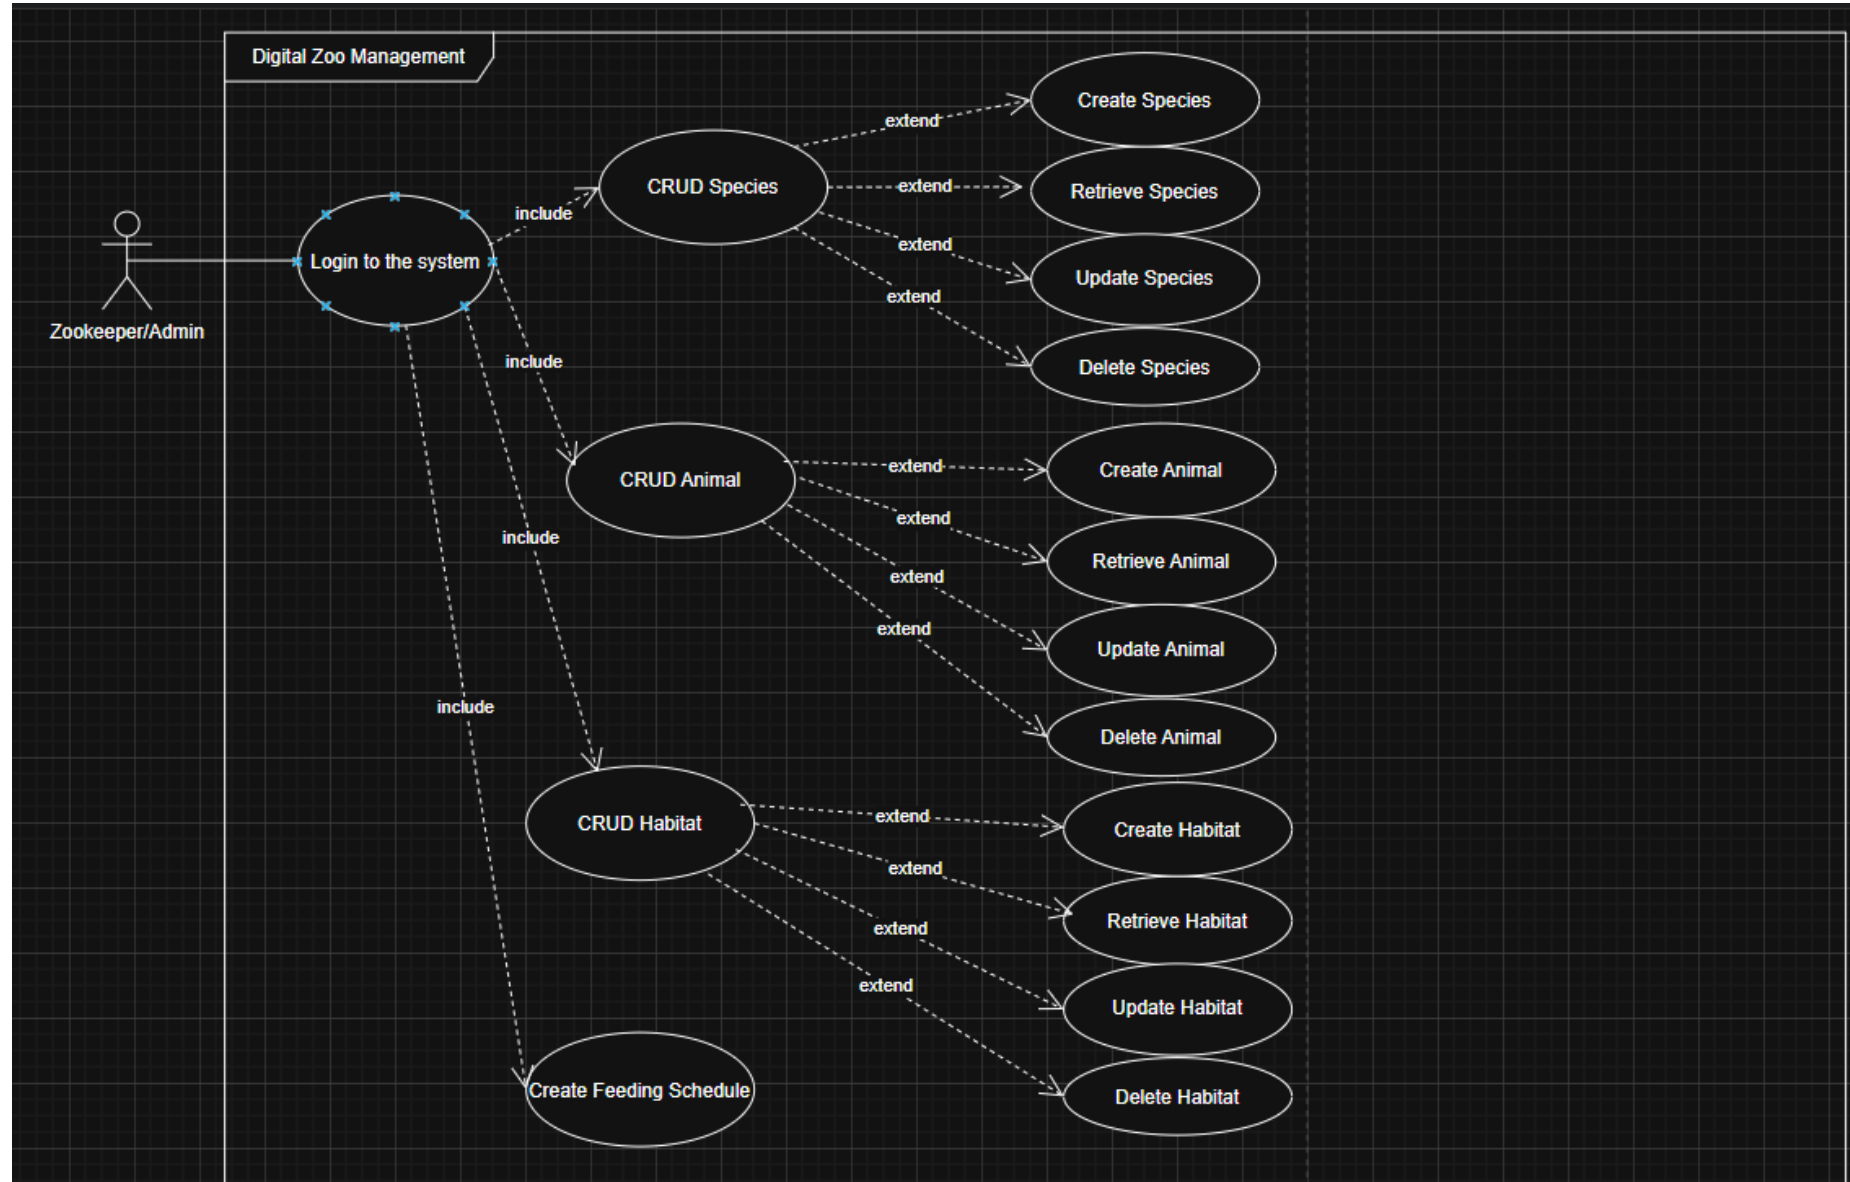 Digital Zoo Management
Zookeeper/Admin
Login to the system
include
include
include
include
CRUD Species
extend
extend
extend
extend
Create Species
Retrieve Species
Update Species
Delete Species
CRUD Animal
extend
extend
extend
extend
Create Animal
Retrieve Animal
Update Animal
Delete Animal
CRUD Habitat
extend
extend
extend
extend
Create Habitat
Retrieve Habitat
Update Habitat
Delete Habitat
Create Feeding Schedule